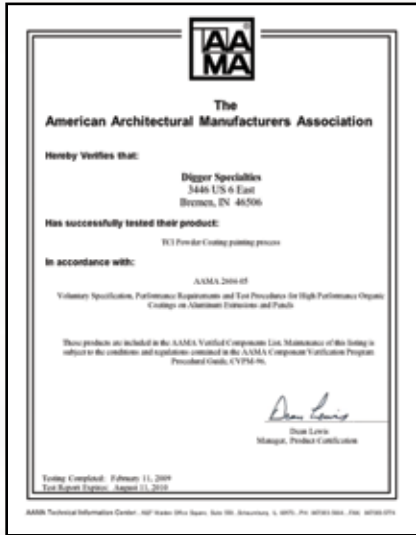 AA
MA
The
American Architectural Manufacturers Association
Hereby Verifies that:
Digger Specialties
3446 US 6 East
Bremen, IN 46506
Has successfully tested their product:
TCI Powder Coating painting process
In accordance with:
AAMA 2604-05
Voluntary Specification, Performance Requirements and Test Procedures for High Performance Organic
Coatings on Aluminum Extrusions and Panels
These products are included in the AAMA Verified Components List. Maintenance of this listing is
subject to the conditions and regulations contained in the AAMA Component Verification Program
Procedural Guide, CVPM-96.
Dean Lewis
Dean Lewis
Manager, Product Certification
Testing Completed: February 11, 2009
Test Report Expires: August 11, 2010
AAMA Technical Information Center